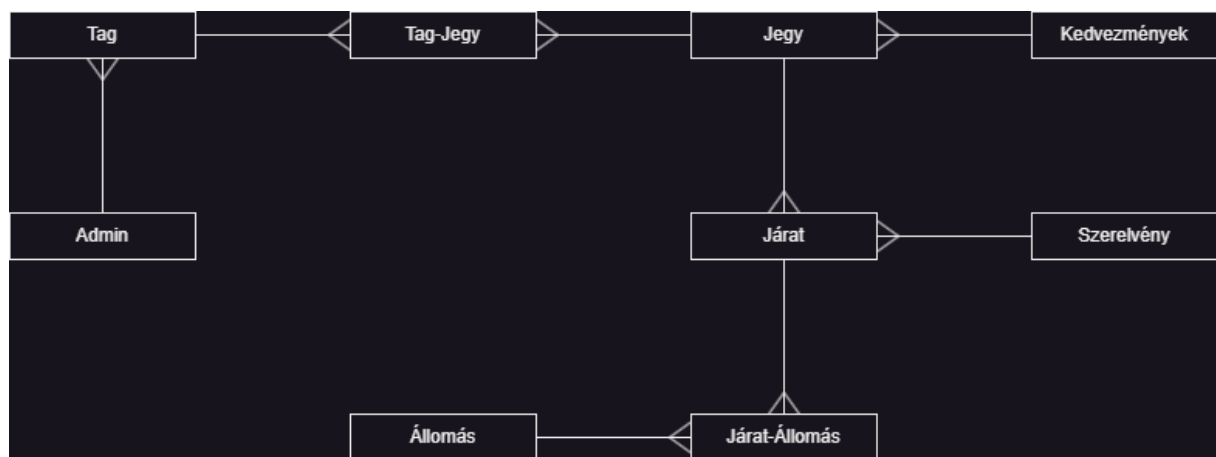 Tag
Tag-Jegy
Jegy
Kedvezmények
Admin
Járat
Szerelvény
Állomás
Járat-Állomás